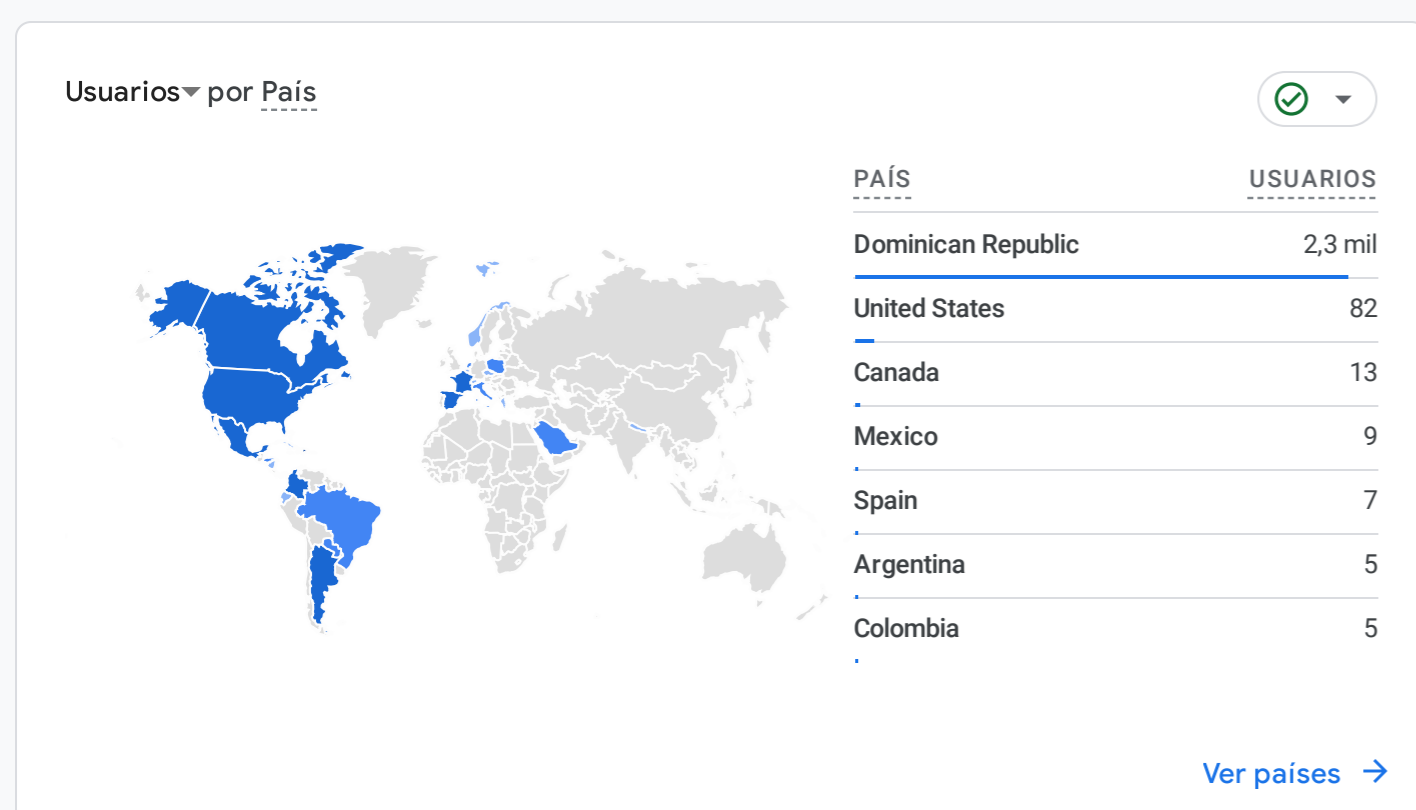 Usuarios por País
PAÍS USUARIOS
Dominican Republic 2,3 mil
United States 82
Canada 13
Mexico 9
Spain 7
Argentina 5
Colombia 5
Ver países